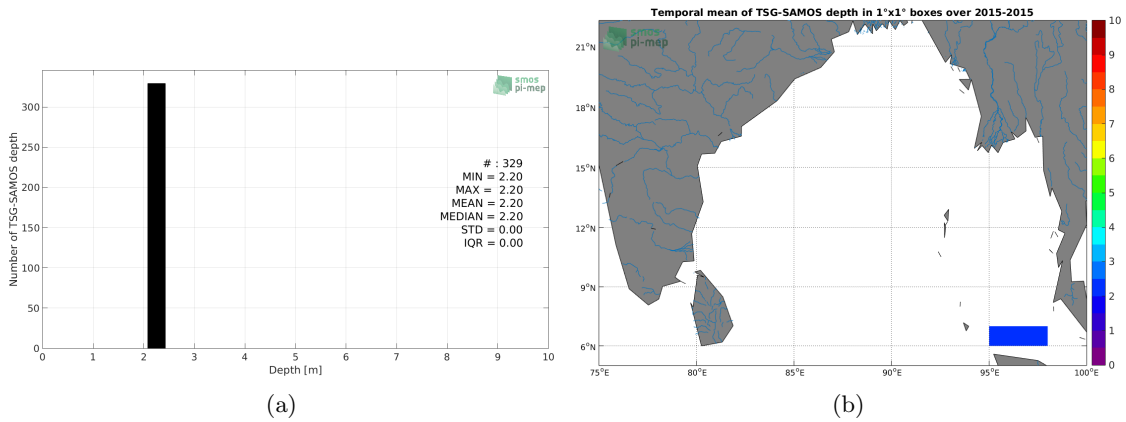 smos
pi-mep
300
250
200
150
100
50
0
Number of TSG-SAMOS depth
# : 329
MIN = 2.20
MAX = 2.20
MEAN = 2.20
MEDIAN = 2.20
STD = 0.00
IQR = 0.00
0 1 2 3 4 5 6 7 8 9 10
Depth [m]
(a)
Temporal mean of TSG-SAMOS depth in 1°x1° boxes over 2015-2015
smos
pi-mep
21°N
18°N
15°N
12°N
9°N
6°N
75°E 80°E 85°E 90°E 95°E 100°E
10
9
8
7
6
5
4
3
2
1
0
(b)